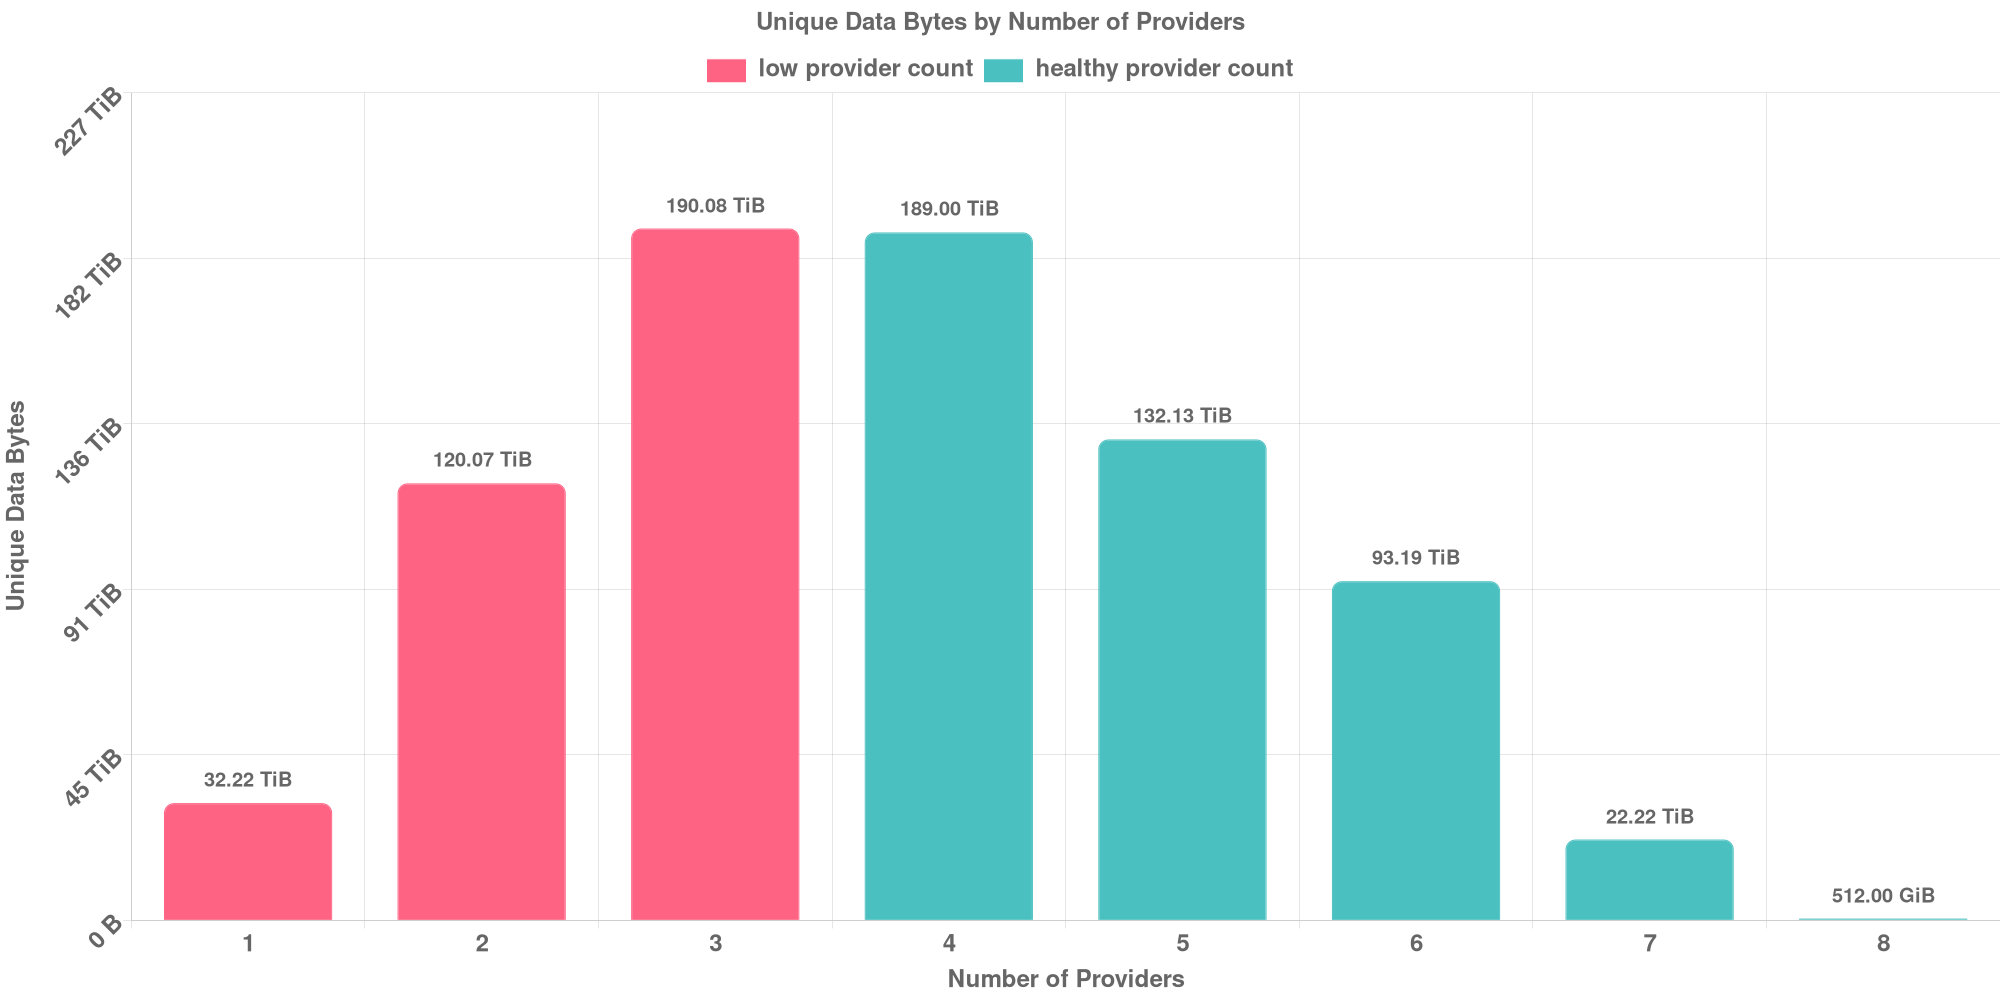 Unique Data Bytes by Number of Providers
low provider count
healthy provider count
Unique Data Bytes
227 TiB
182 TiB
136 TiB
91 TiB
45 TiB
0 B
32.22 TiB
120.07 TiB
190.08 TiB
189.00 TiB
132.13 TiB
93.19 TiB
22.22 TiB
512.00 GiB
1
2
3
4
5
6
7
8
Number of Providers